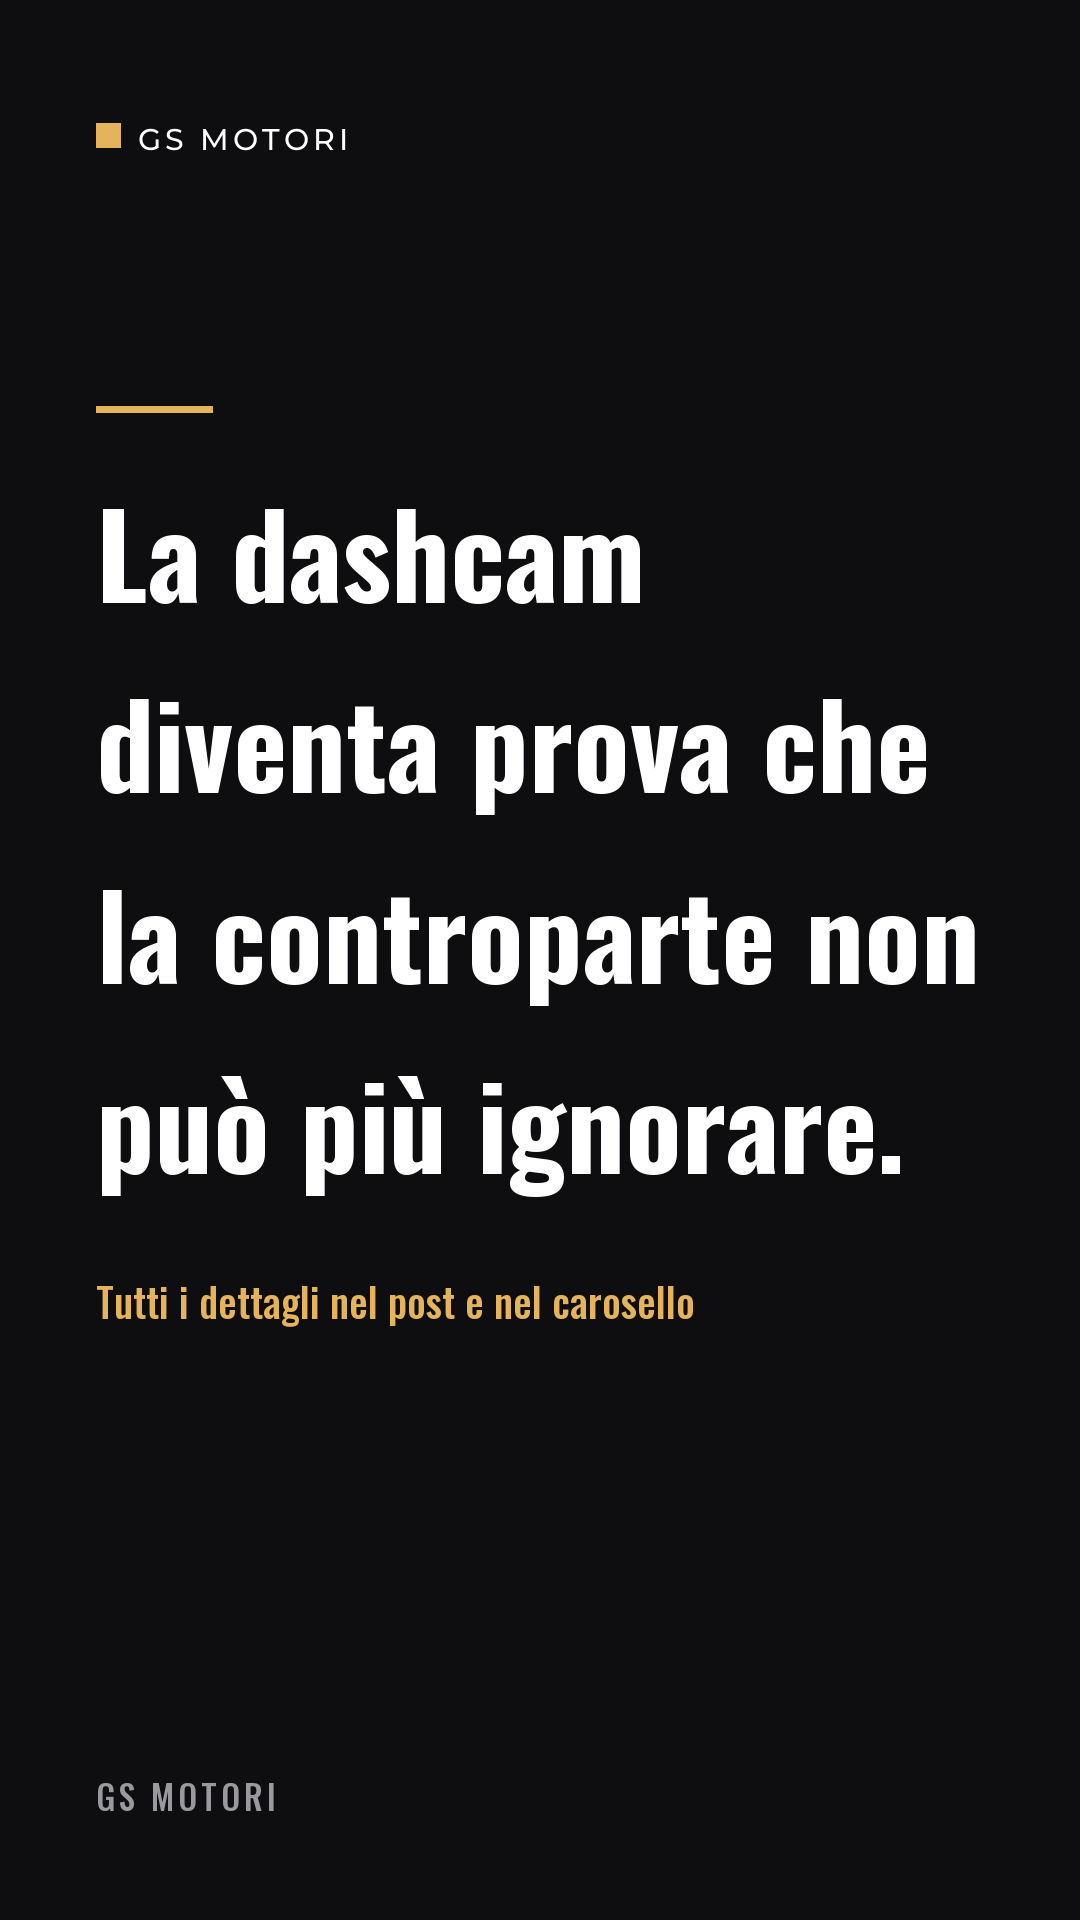 GS MOTORI
La dashcam
diventa prova che
la controparte non
può più ignorare.
Tutti i dettagli nel post e nel carosello
GS MOTORI